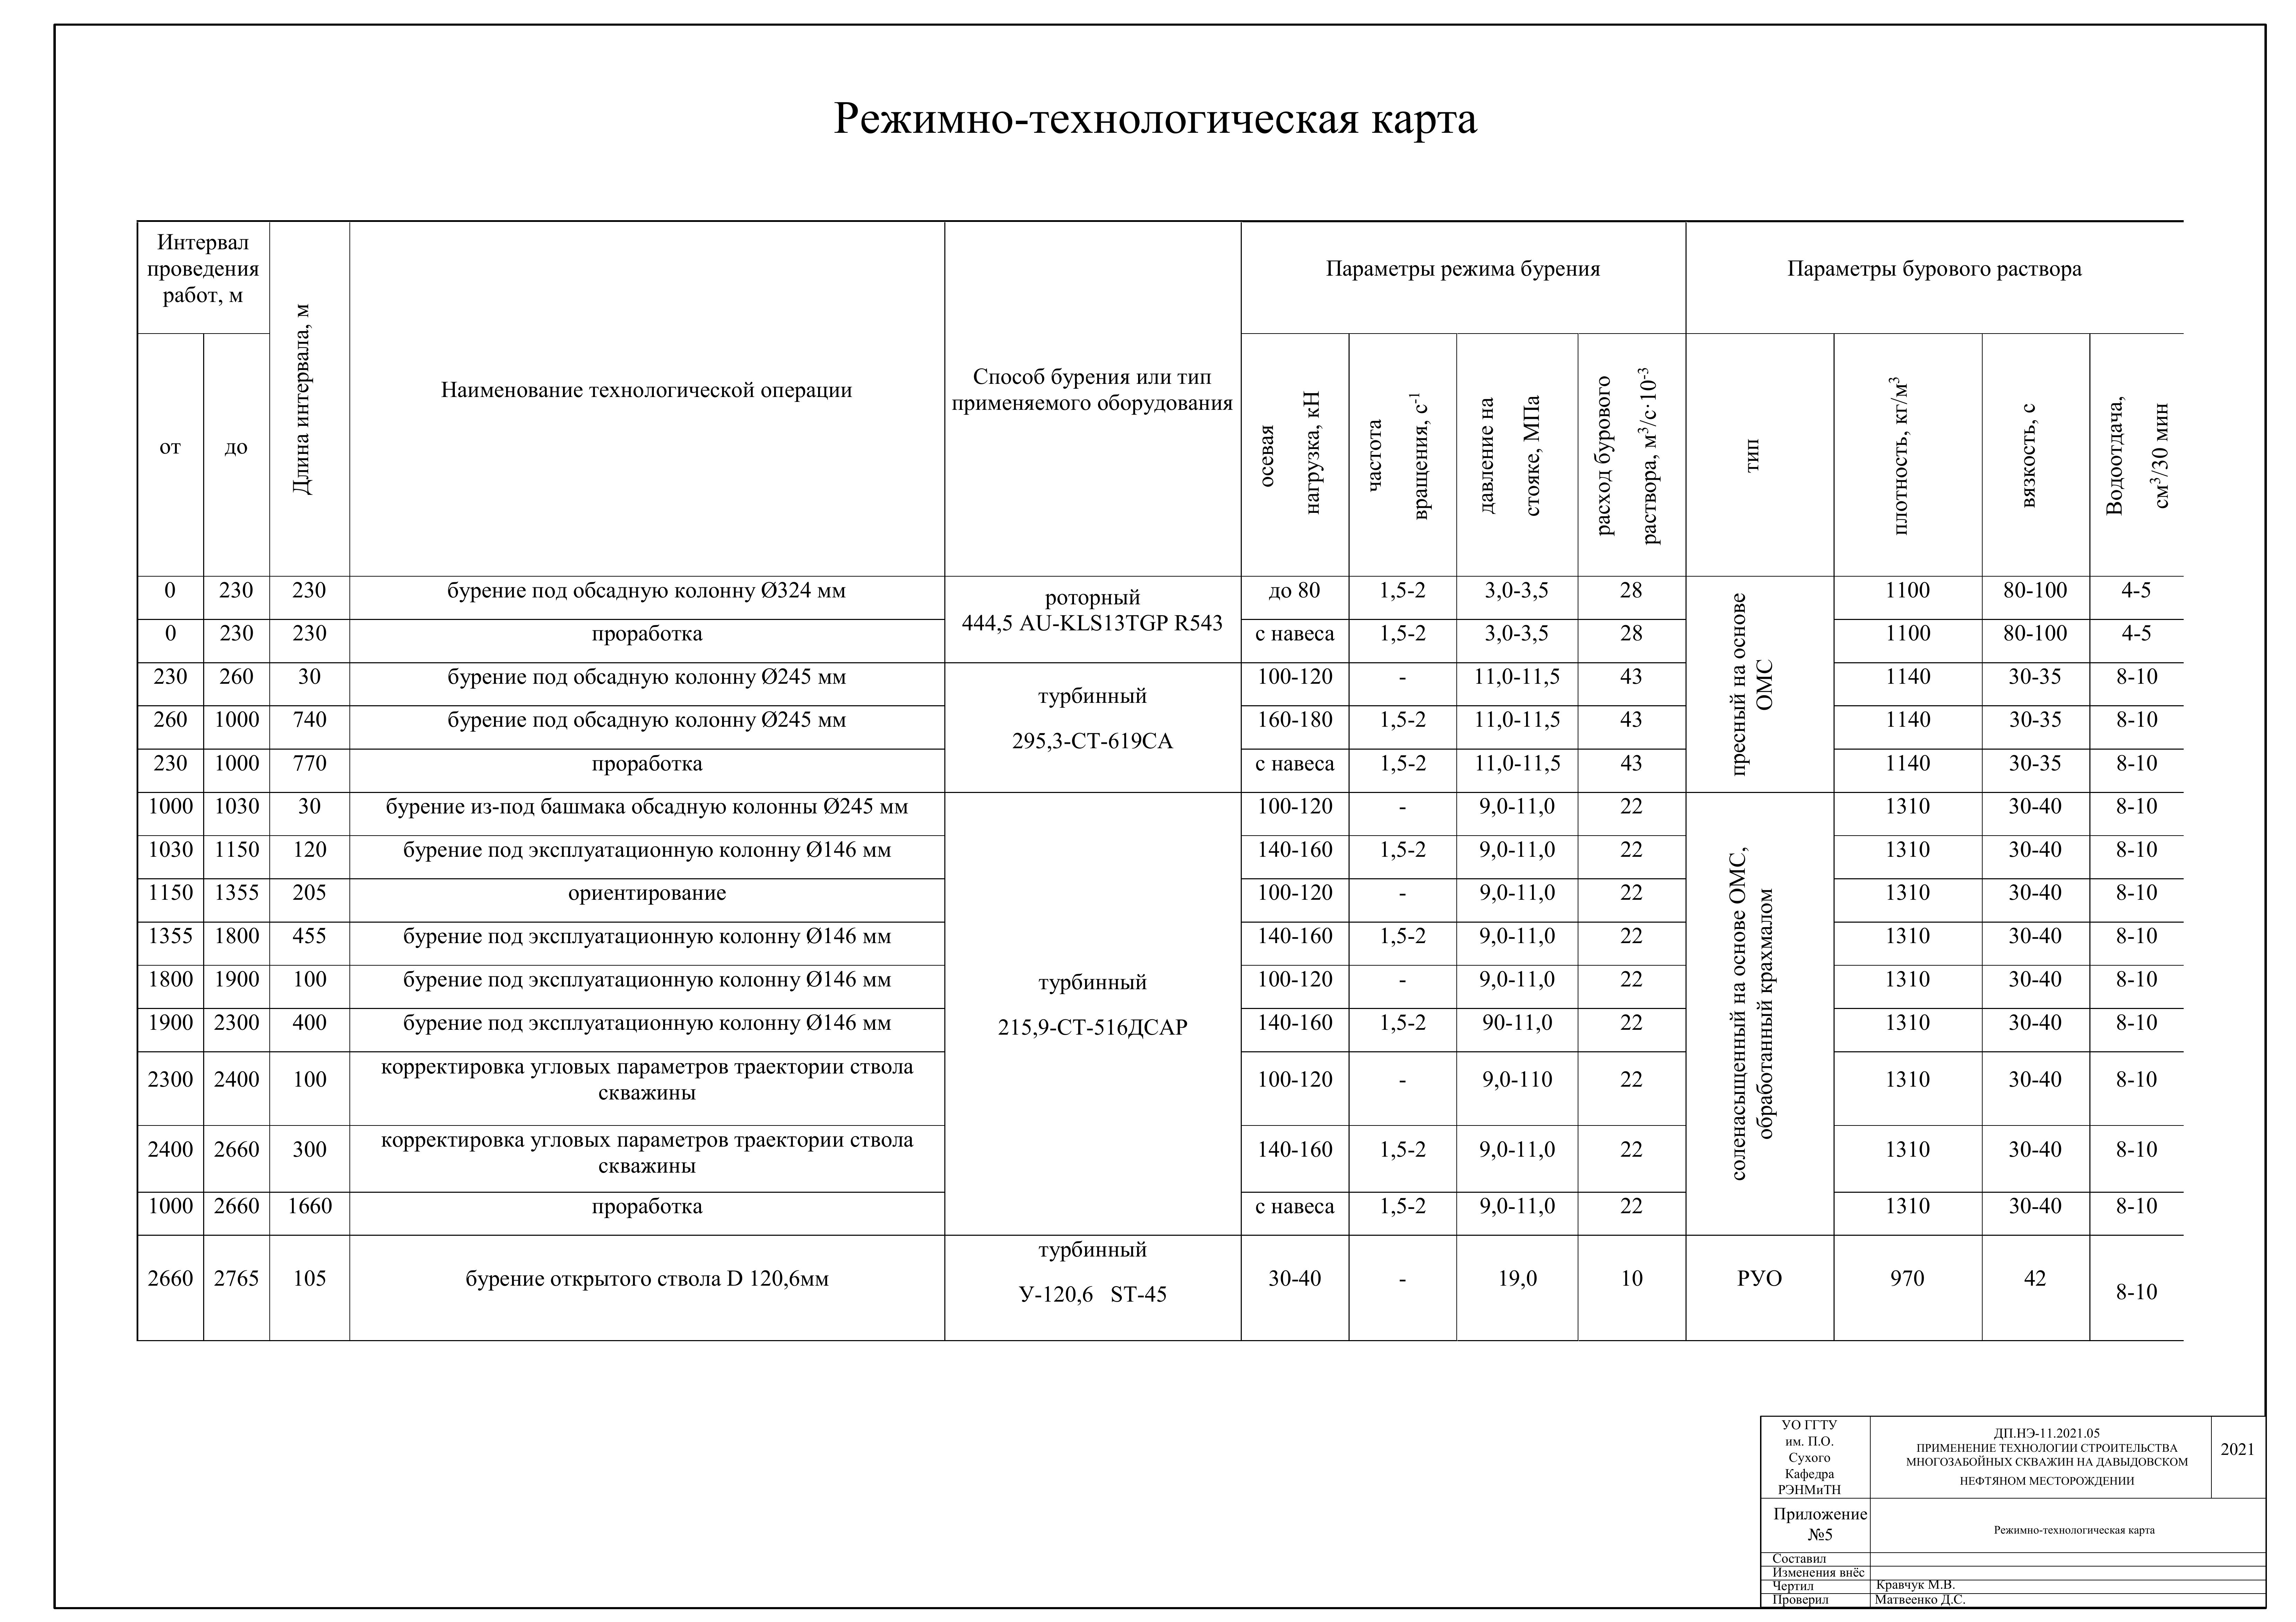 Режимно-технологическая карта
Интервал
проведения
работ, м
Длина интервала, м
Наименование технологической операции
Способ бурения или тип
применяемого оборудования
Параметры режима бурения
Параметры бурового раствора
от
до
осевая
нагрузка, кН
частота
вращения, с⁻¹
давление на
стояке, МПа
расход бурового
раствора, м³/с·10⁻³
тип
плотность, кг/м³
вязкость, с
Водоотдача,
см³/30 мин
0 230 230 бурение под обсадную колонну Ø324 мм
роторный
444,5 AU-KLS13TGP R543
до 80 1,5-2 3,0-3,5 28
пресный на основе
ОМС
1100 80-100 4-5
0 230 230 проработка с навеса 1,5-2 3,0-3,5 28 1100 80-100 4-5
230 260 30 бурение под обсадную колонну Ø245 мм
турбинный
295,3-СТ-619СА
100-120 - 11,0-11,5 43 1140 30-35 8-10
260 1000 740 бурение под обсадную колонну Ø245 мм 160-180 1,5-2 11,0-11,5 43 1140 30-35 8-10
230 1000 770 проработка с навеса 1,5-2 11,0-11,5 43 1140 30-35 8-10
1000 1030 30 бурение из-под башмака обсадную колонны Ø245 мм
турбинный
215,9-СТ-516ДСАР
100-120 - 9,0-11,0 22
соленасыщенный на основе ОМС,
обработанный крахмалом
1310 30-40 8-10
1030 1150 120 бурение под эксплуатационную колонну Ø146 мм 140-160 1,5-2 9,0-11,0 22 1310 30-40 8-10
1150 1355 205 ориентирование 100-120 - 9,0-11,0 22 1310 30-40 8-10
1355 1800 455 бурение под эксплуатационную колонну Ø146 мм 140-160 1,5-2 9,0-11,0 22 1310 30-40 8-10
1800 1900 100 бурение под эксплуатационную колонну Ø146 мм 100-120 - 9,0-11,0 22 1310 30-40 8-10
1900 2300 400 бурение под эксплуатационную колонну Ø146 мм 140-160 1,5-2 90-11,0 22 1310 30-40 8-10
2300 2400 100 корректировка угловых параметров траектории ствола
скважины
100-120 - 9,0-110 22 1310 30-40 8-10
2400 2660 300 корректировка угловых параметров траектории ствола
скважины
140-160 1,5-2 9,0-11,0 22 1310 30-40 8-10
1000 2660 1660 проработка с навеса 1,5-2 9,0-11,0 22 1310 30-40 8-10
2660 2765 105 бурение открытого ствола D 120,6мм
турбинный
У-120,6 ST-45
30-40 - 19,0 10 РУО 970 42 8-10
УО ГГТУ
им. П.О.
Сухого
Кафедра
РЭНМиТН
ДП.НЭ-11.2021.05
ПРИМЕНЕНИЕ ТЕХНОЛОГИИ СТРОИТЕЛЬСТВА
МНОГОЗАБОЙНЫХ СКВАЖИН НА ДАВЫДОВСКОМ
НЕФТЯНОМ МЕСТОРОЖДЕНИИ
2021
Приложение
№5
Режимно-технологическая карта
Составил
Изменения внёс
Чертил Кравчук М.В.
Проверил Матвеенко Д.С.